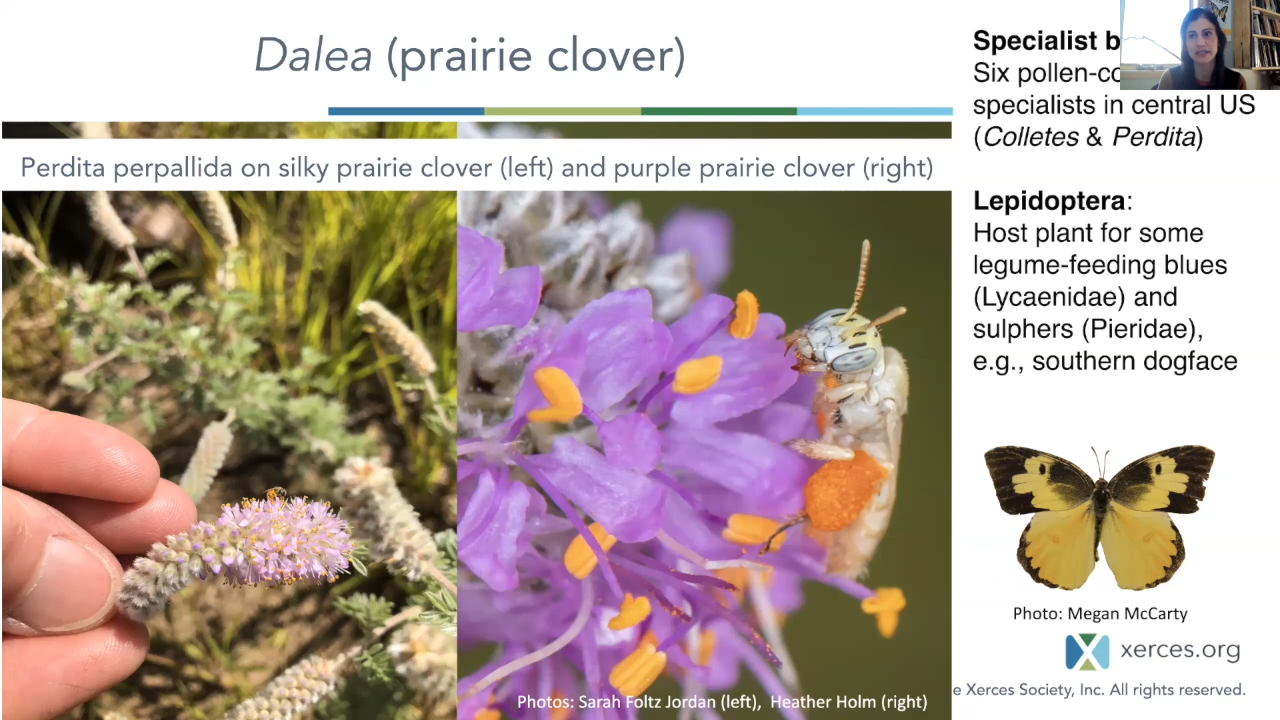 Dalea (prairie clover)
Perdita perpallida on silky prairie clover (left) and purple prairie clover (right)
Photos: Sarah Foltz Jordan (left), Heather Holm (right)
Specialist
Six
specialists in central US
(Colletes & Perdita)
Lepidoptera:
Host plant for some
legume-feeding blues
(Lycaenidae) and
sulphers (Pieridae),
e.g., southern dogface
Photo: Megan McCarty
xerces.org
Xerces Society, Inc. All rights reserved.